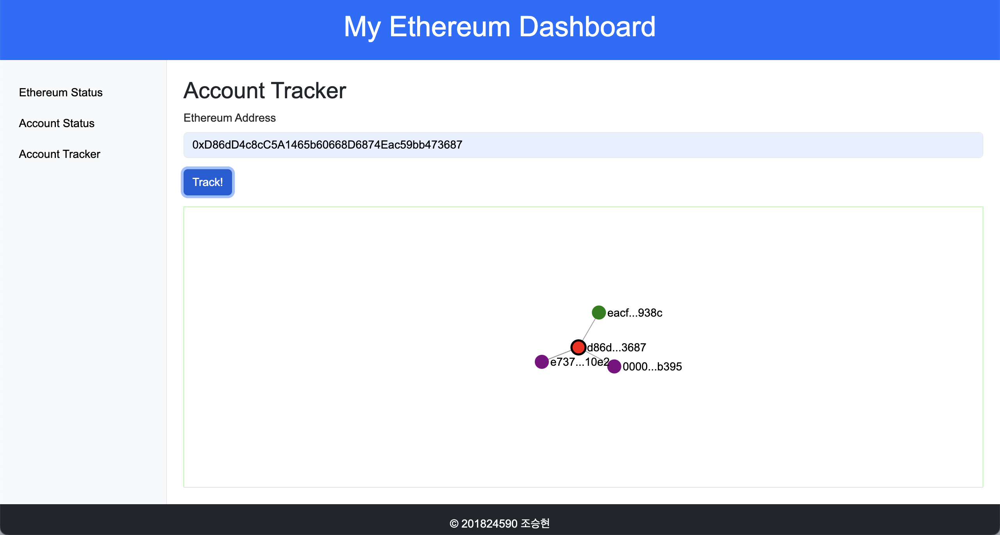 My Ethereum Dashboard
Ethereum Status
Account Status
Account Tracker
Account Tracker
Ethereum Address
0xD86dD4c8cC5A1465b60668D6874Eac59bb473687
Track!
eacf...938c
d86d...3687
e737...10e2
0000...b395
© 201824590 조승현